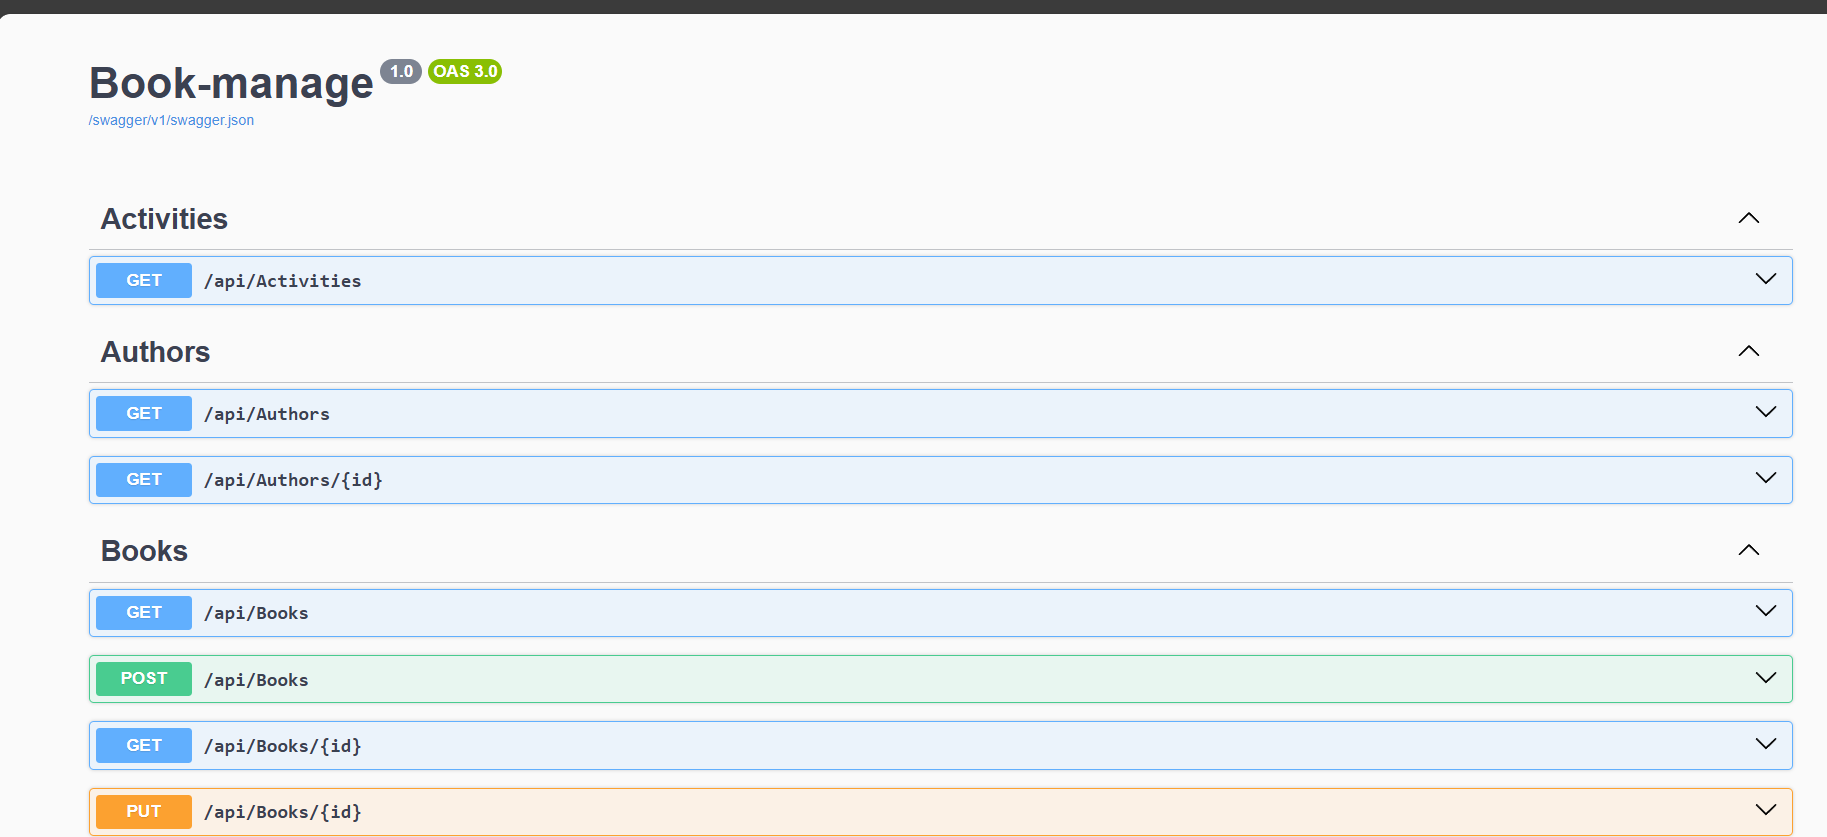 Book-manage 1.0 OAS 3.0
/swagger/v1/swagger.json
Activities
GET /api/Activities
Authors
GET /api/Authors
GET /api/Authors/{id}
Books
GET /api/Books
POST /api/Books
GET /api/Books/{id}
PUT /api/Books/{id}